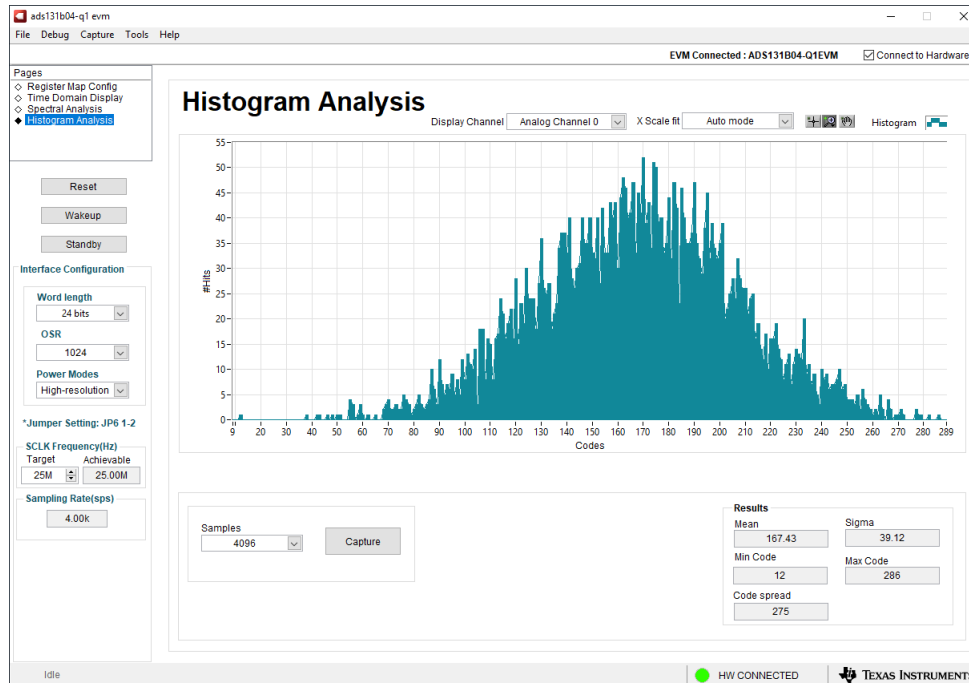 ads131b04-q1 evm
File Debug Capture Tools Help
EVM Connected : ADS131B04-Q1EVM Connect to Hardware
Pages
Register Map Config
Time Domain Display
Spectral Analysis
Histogram Analysis
Reset
Wakeup
Standby
Interface Configuration
Word length
24 bits
OSR
1024
Power Modes
High-resolution
*Jumper Setting: JP6 1-2
SCLK Frequency(Hz)
Target Achievable
25M 25.00M
Sampling Rate(sps)
4.00k
Histogram Analysis
Display Channel Analog Channel 0 X Scale fit Auto mode Histogram
55
50
45
40
35
30
25
20
15
10
5
0
#Hits
9 20 30 40 50 60 70 80 90 100 110 120 130 140 150 160 170 180 190 200 210 220 230 240 250 260 270 280 289
Codes
Samples
4096
Capture
Results
Mean Sigma
167.43 39.12
Min Code Max Code
12 286
Code spread
275
Idle HW CONNECTED TEXAS INSTRUMENTS